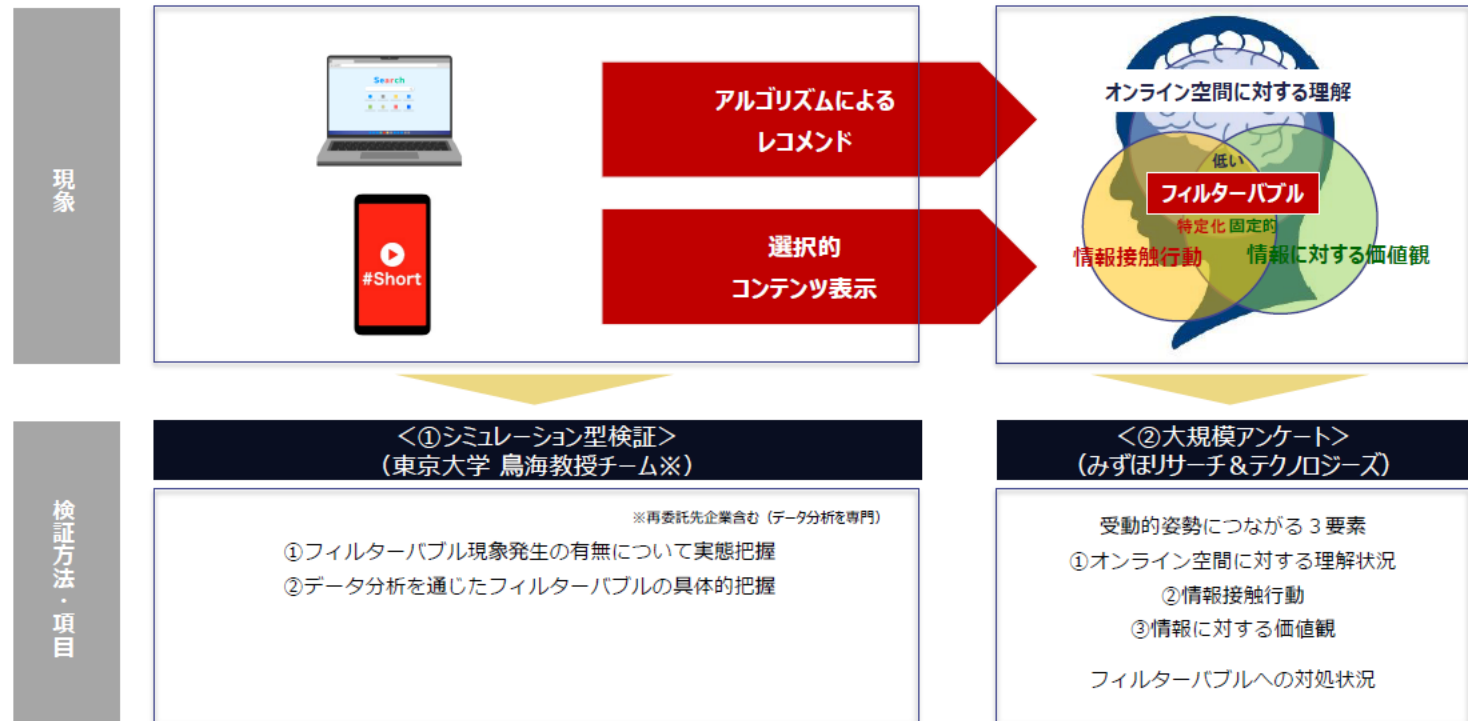 現象
Search
#Short
アルゴリズムによる
レコメンド
選択的
コンテンツ表示
オンライン空間に対する理解
低い
フィルターバブル
特定化 固定的
情報接触行動
情報に対する価値観
検証方法・項目
＜①シミュレーション型検証＞
（東京大学 鳥海教授チーム※）
※再委託先企業含む（データ分析を専門）
①フィルターバブル現象発生の有無について実態把握
②データ分析を通じたフィルターバブルの具体的把握
＜②大規模アンケート＞
（みずほリサーチ＆テクノロジーズ）
受動的姿勢につながる３要素
①オンライン空間に対する理解状況
②情報接触行動
③情報に対する価値観
フィルターバブルへの対処状況